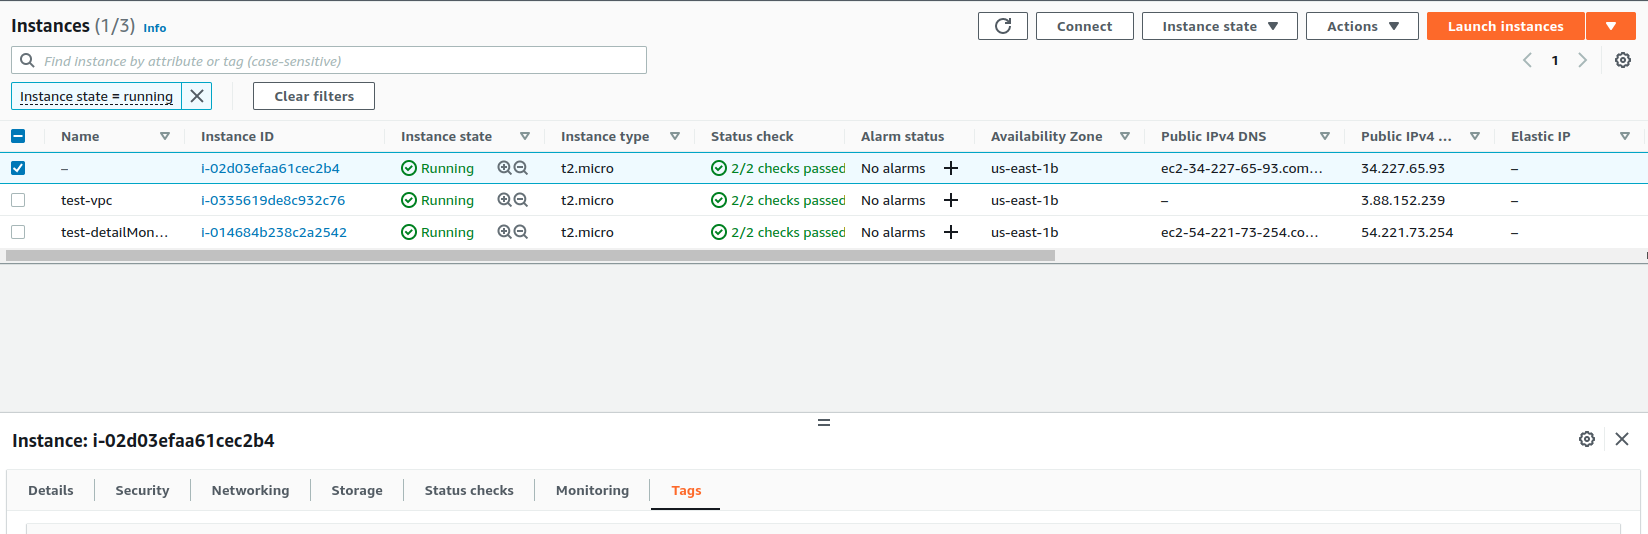 Instances (1/3) Info
Connect Instance state Actions Launch instances
Find Instance by attribute or tag (case-sensitive)
1
Instance state = running
Clear filters
Name Instance ID Instance state Instance type Status check Alarm status Availability Zone Public IPv4 DNS Public IPv4 ... Elastic IP
– i-02d03efaa61cec2b4 Running t2.micro 2/2 checks passed No alarms us-east-1b ec2-34-227-65-93.com... 34.227.65.93 –
test-vpc i-0335619de8c932c76 Running t2.micro 2/2 checks passed No alarms us-east-1b – 3.88.152.239 –
test-detailMon... i-014684b238c2a2542 Running t2.micro 2/2 checks passed No alarms us-east-1b ec2-54-221-73-254.co... 54.221.73.254 –
Instance: i-02d03efaa61cec2b4
Details Security Networking Storage Status checks Monitoring Tags